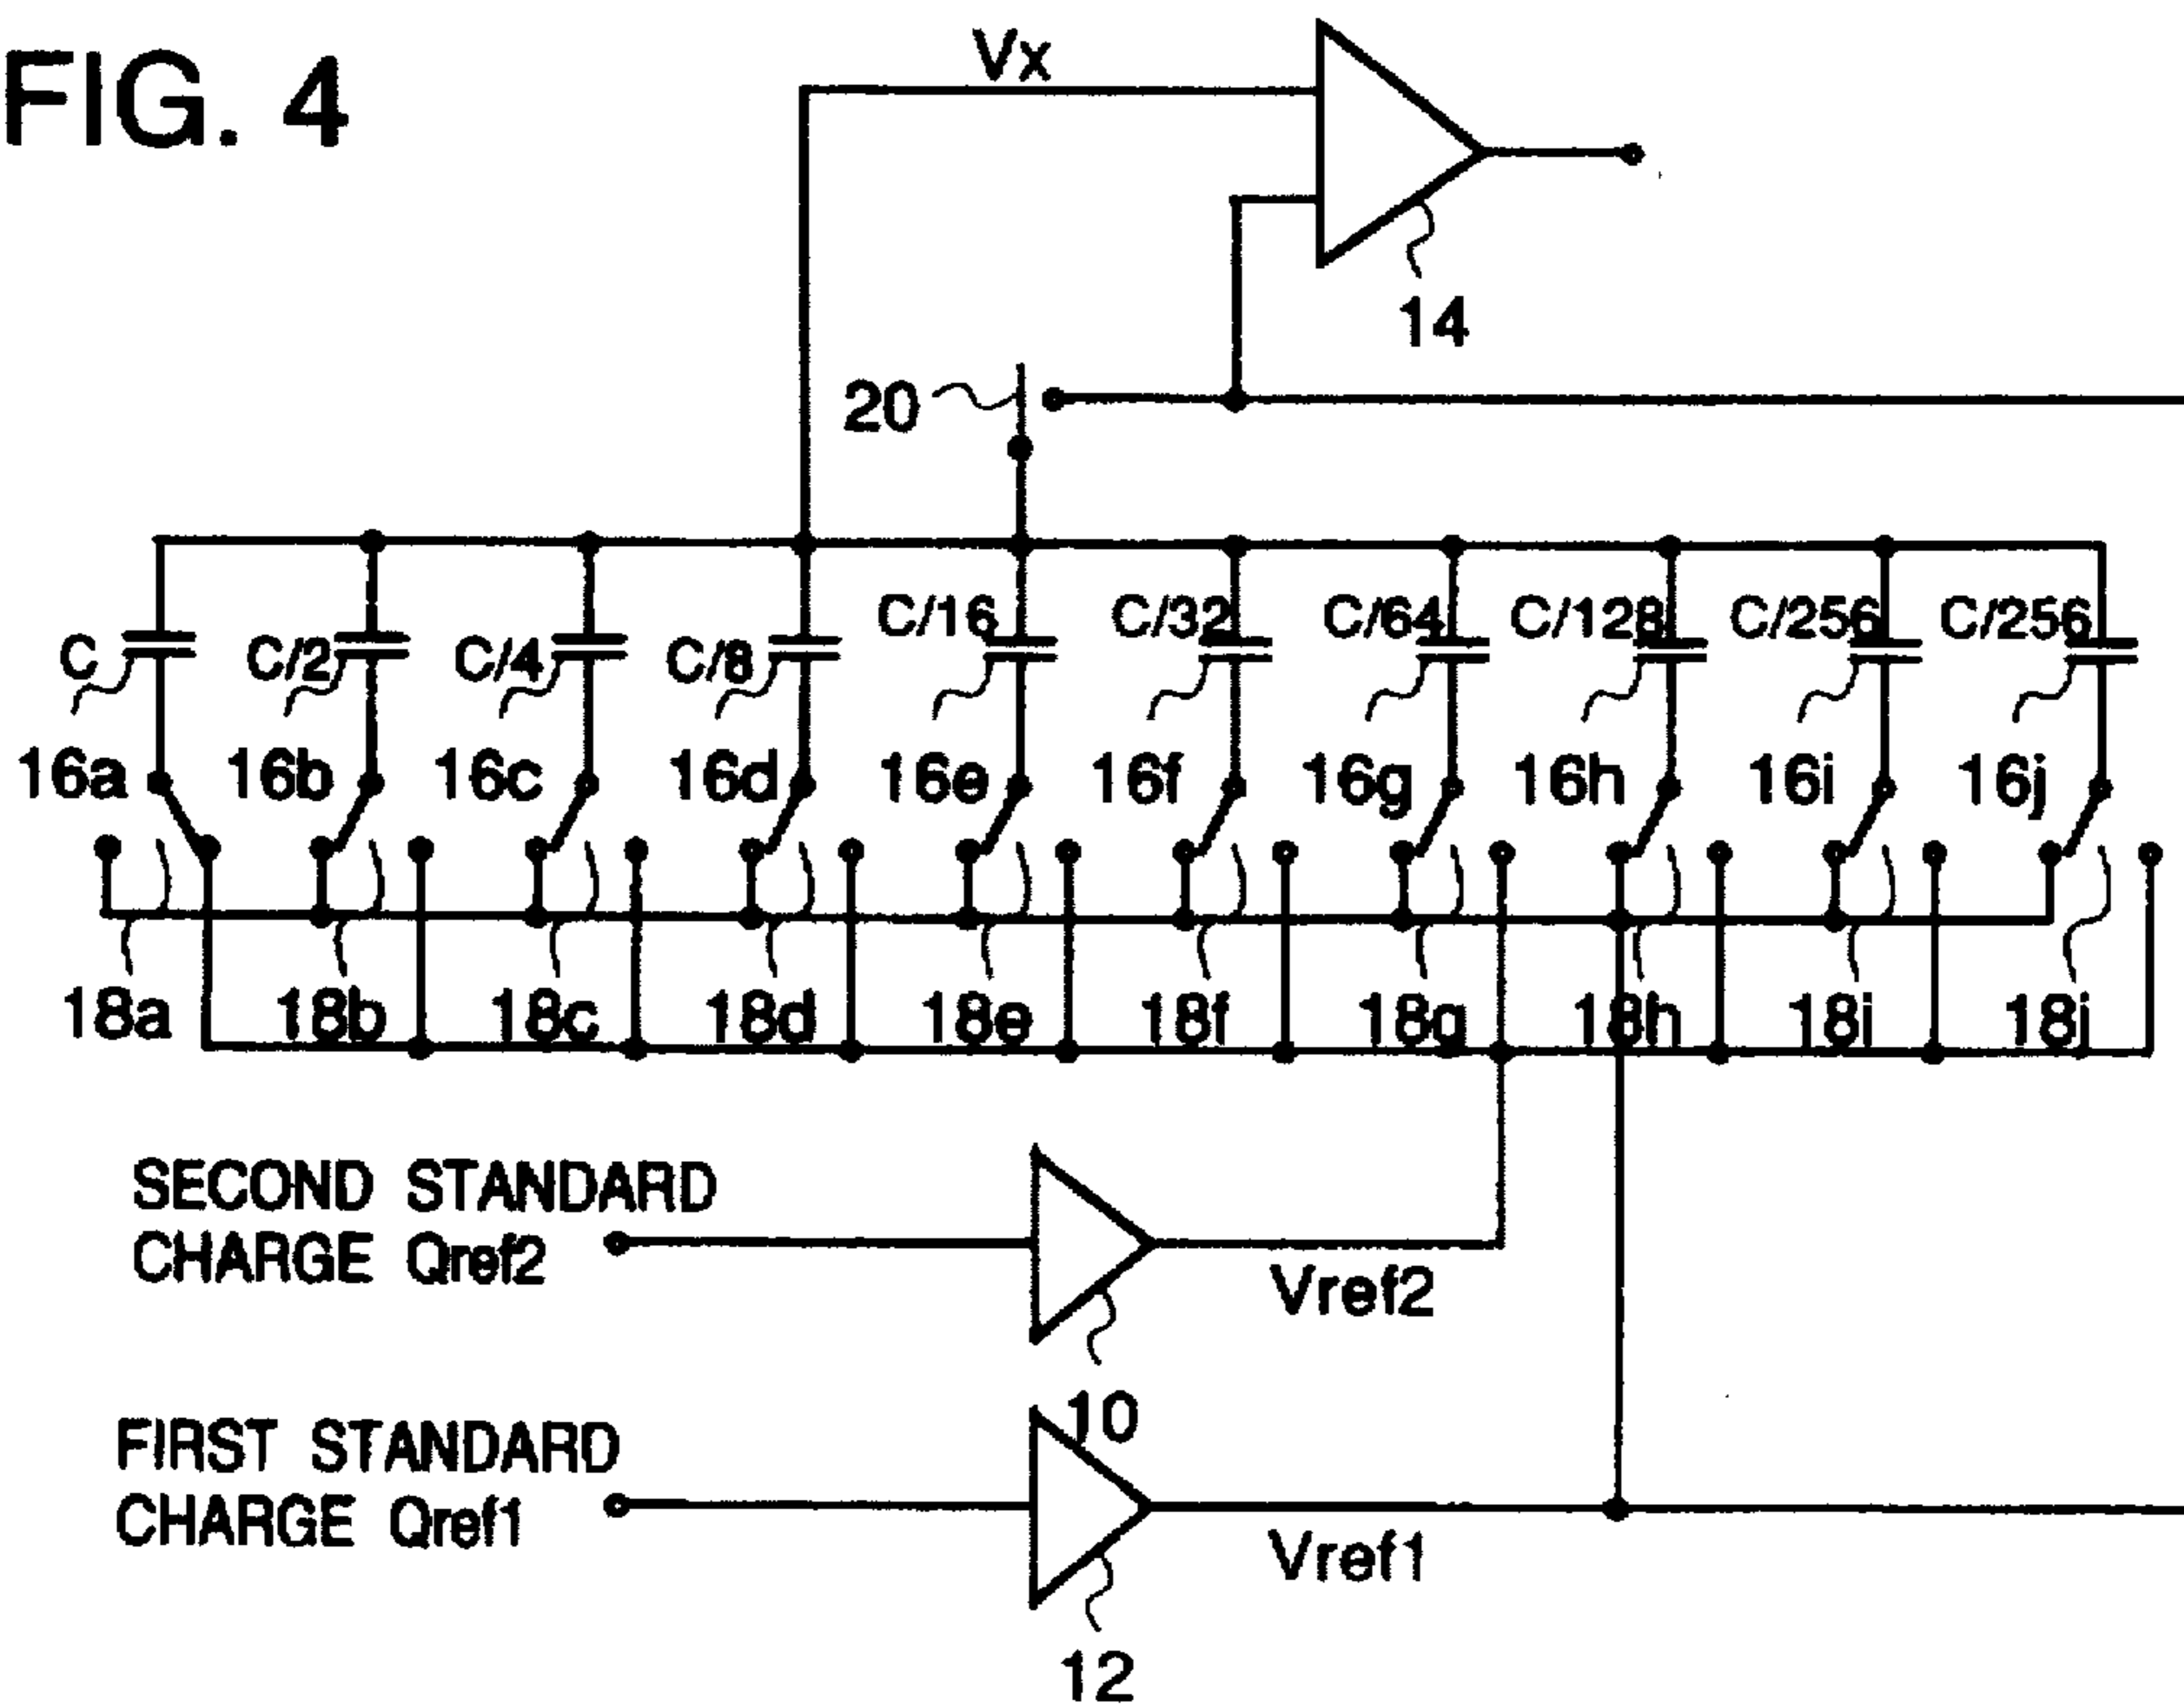 FIG. 4
Vx
14
20
C C/2 C/4 C/8 C/16 C/32 C/64 C/128 C/256 C/256
16a 16b 16c 16d 16e 16f 16g 16h 16i 16j
18a 18b 18c 18d 18e 18f 18g 18h 18i 18j
SECOND STANDARD
CHARGE Qref2
Vref2
10
FIRST STANDARD
CHARGE Qref1
Vref1
12